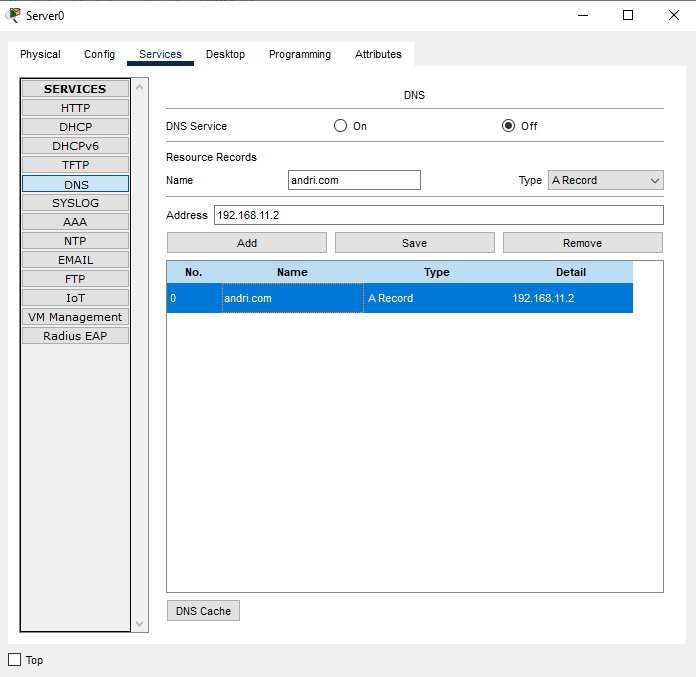 Server0
Physical Config Services Desktop Programming Attributes
SERVICES
HTTP
DHCP
DHCPv6
TFTP
DNS
SYSLOG
AAA
NTP
EMAIL
FTP
IoT
VM Management
Radius EAP
DNS
DNS Service On Off
Resource Records
Name andri.com Type A Record
Address 192.168.11.2
Add Save Remove
No. Name Type Detail
0 andri.com A Record 192.168.11.2
DNS Cache
Top